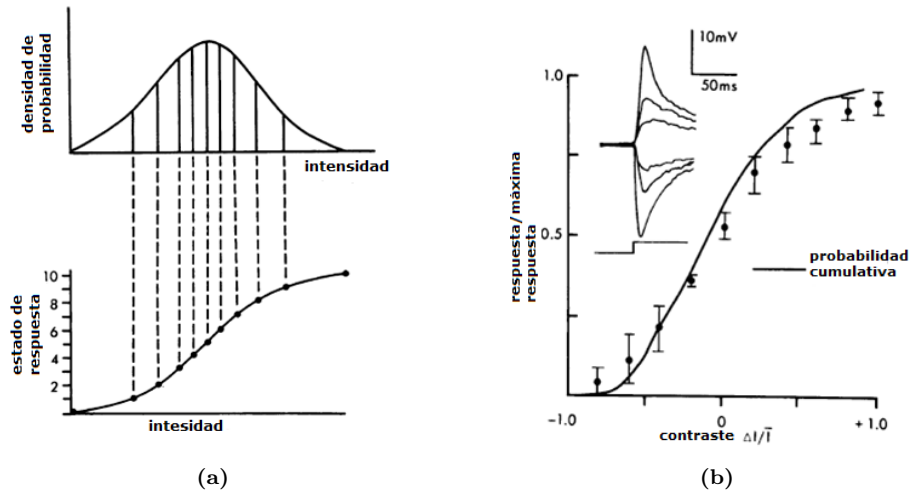 densidad de
probabilidad
intensidad
estado de
respuesta
10
8
6
4
2
intesidad
(a)
10mV
50ms
1.0
0.5
respuesta/máxima
respuesta
probabilidad
cumulativa
-1.0
0
+1.0
contraste ΔI/Ī
(b)